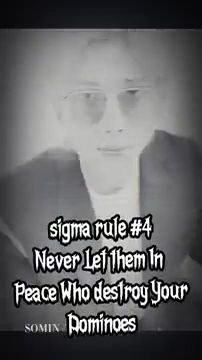 sigma rule #4
Never Let Them In
Peace Who destroy Your
Dominoes
SOMIN